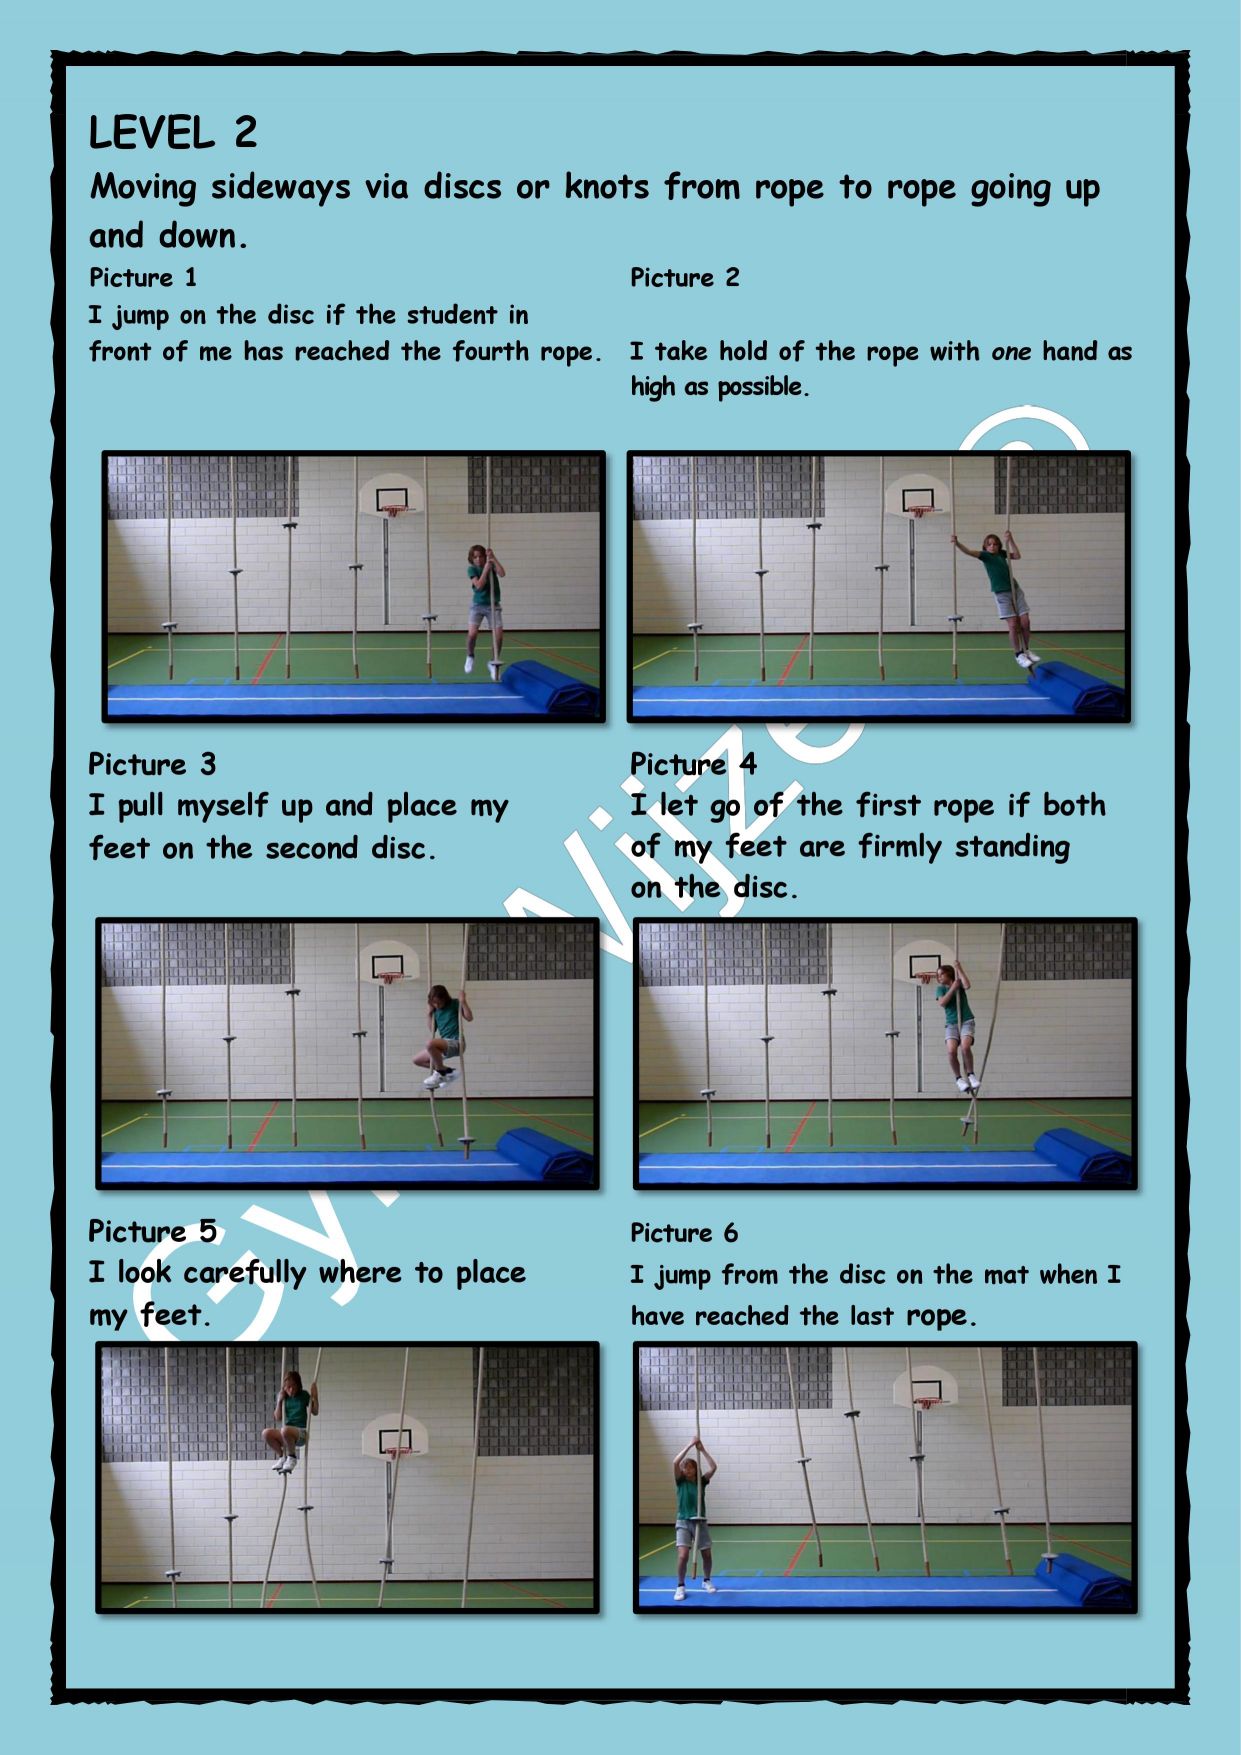 LEVEL 2
Moving sideways via discs or knots from rope to rope going up
and down.
Picture 1
I jump on the disc if the student in
front of me has reached the fourth rope.
Picture 2
I take hold of the rope with one hand as
high as possible.
Picture 3
I pull myself up and place my
feet on the second disc.
Picture 4
I let go of the first rope if both
of my feet are firmly standing
on the disc.
Picture 5
I look carefully where to place
my feet.
Picture 6
I jump from the disc on the mat when I
have reached the last rope.